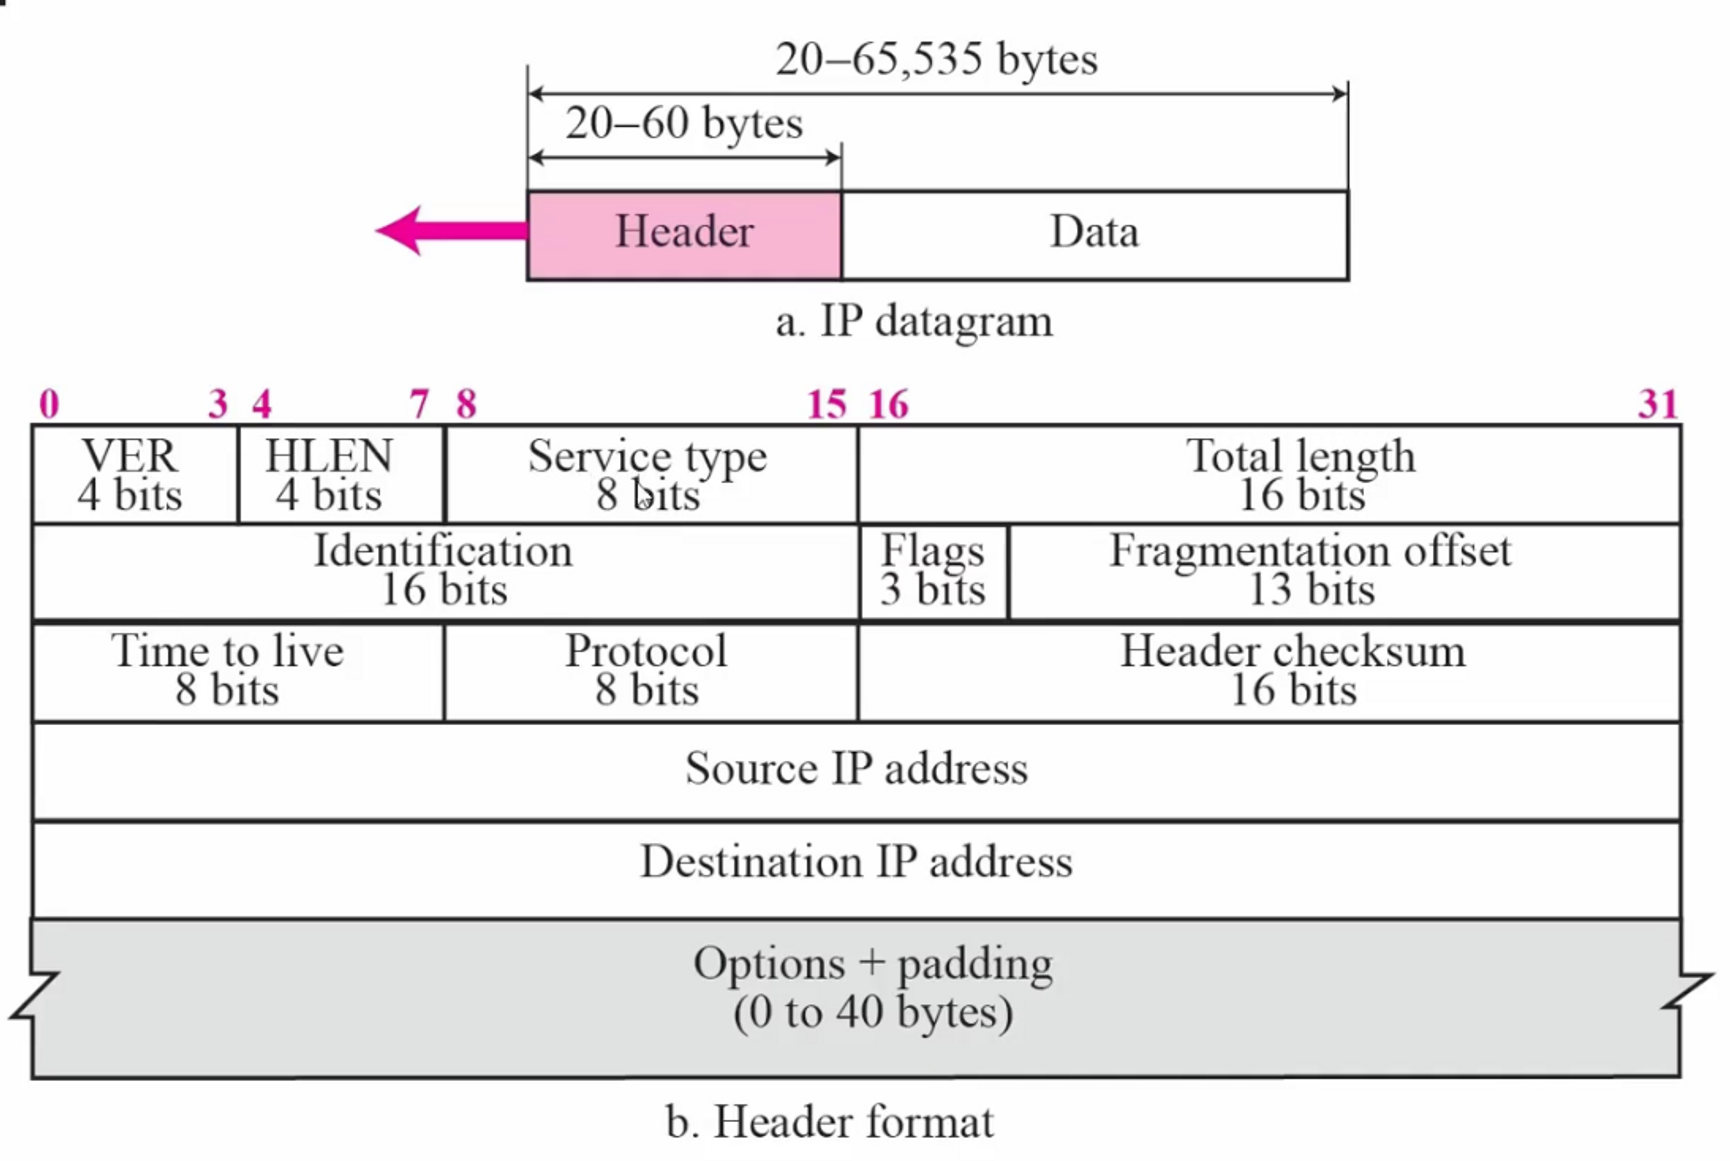 20–65,535 bytes
20–60 bytes
Header Data
a. IP datagram
0 3 4 7 8 15 16 31
VER HLEN Service type Total length
4 bits 4 bits 8 bits 16 bits
Identification Flags Fragmentation offset
16 bits 3 bits 13 bits
Time to live Protocol Header checksum
8 bits 8 bits 16 bits
Source IP address
Destination IP address
Options + padding
(0 to 40 bytes)
b. Header format